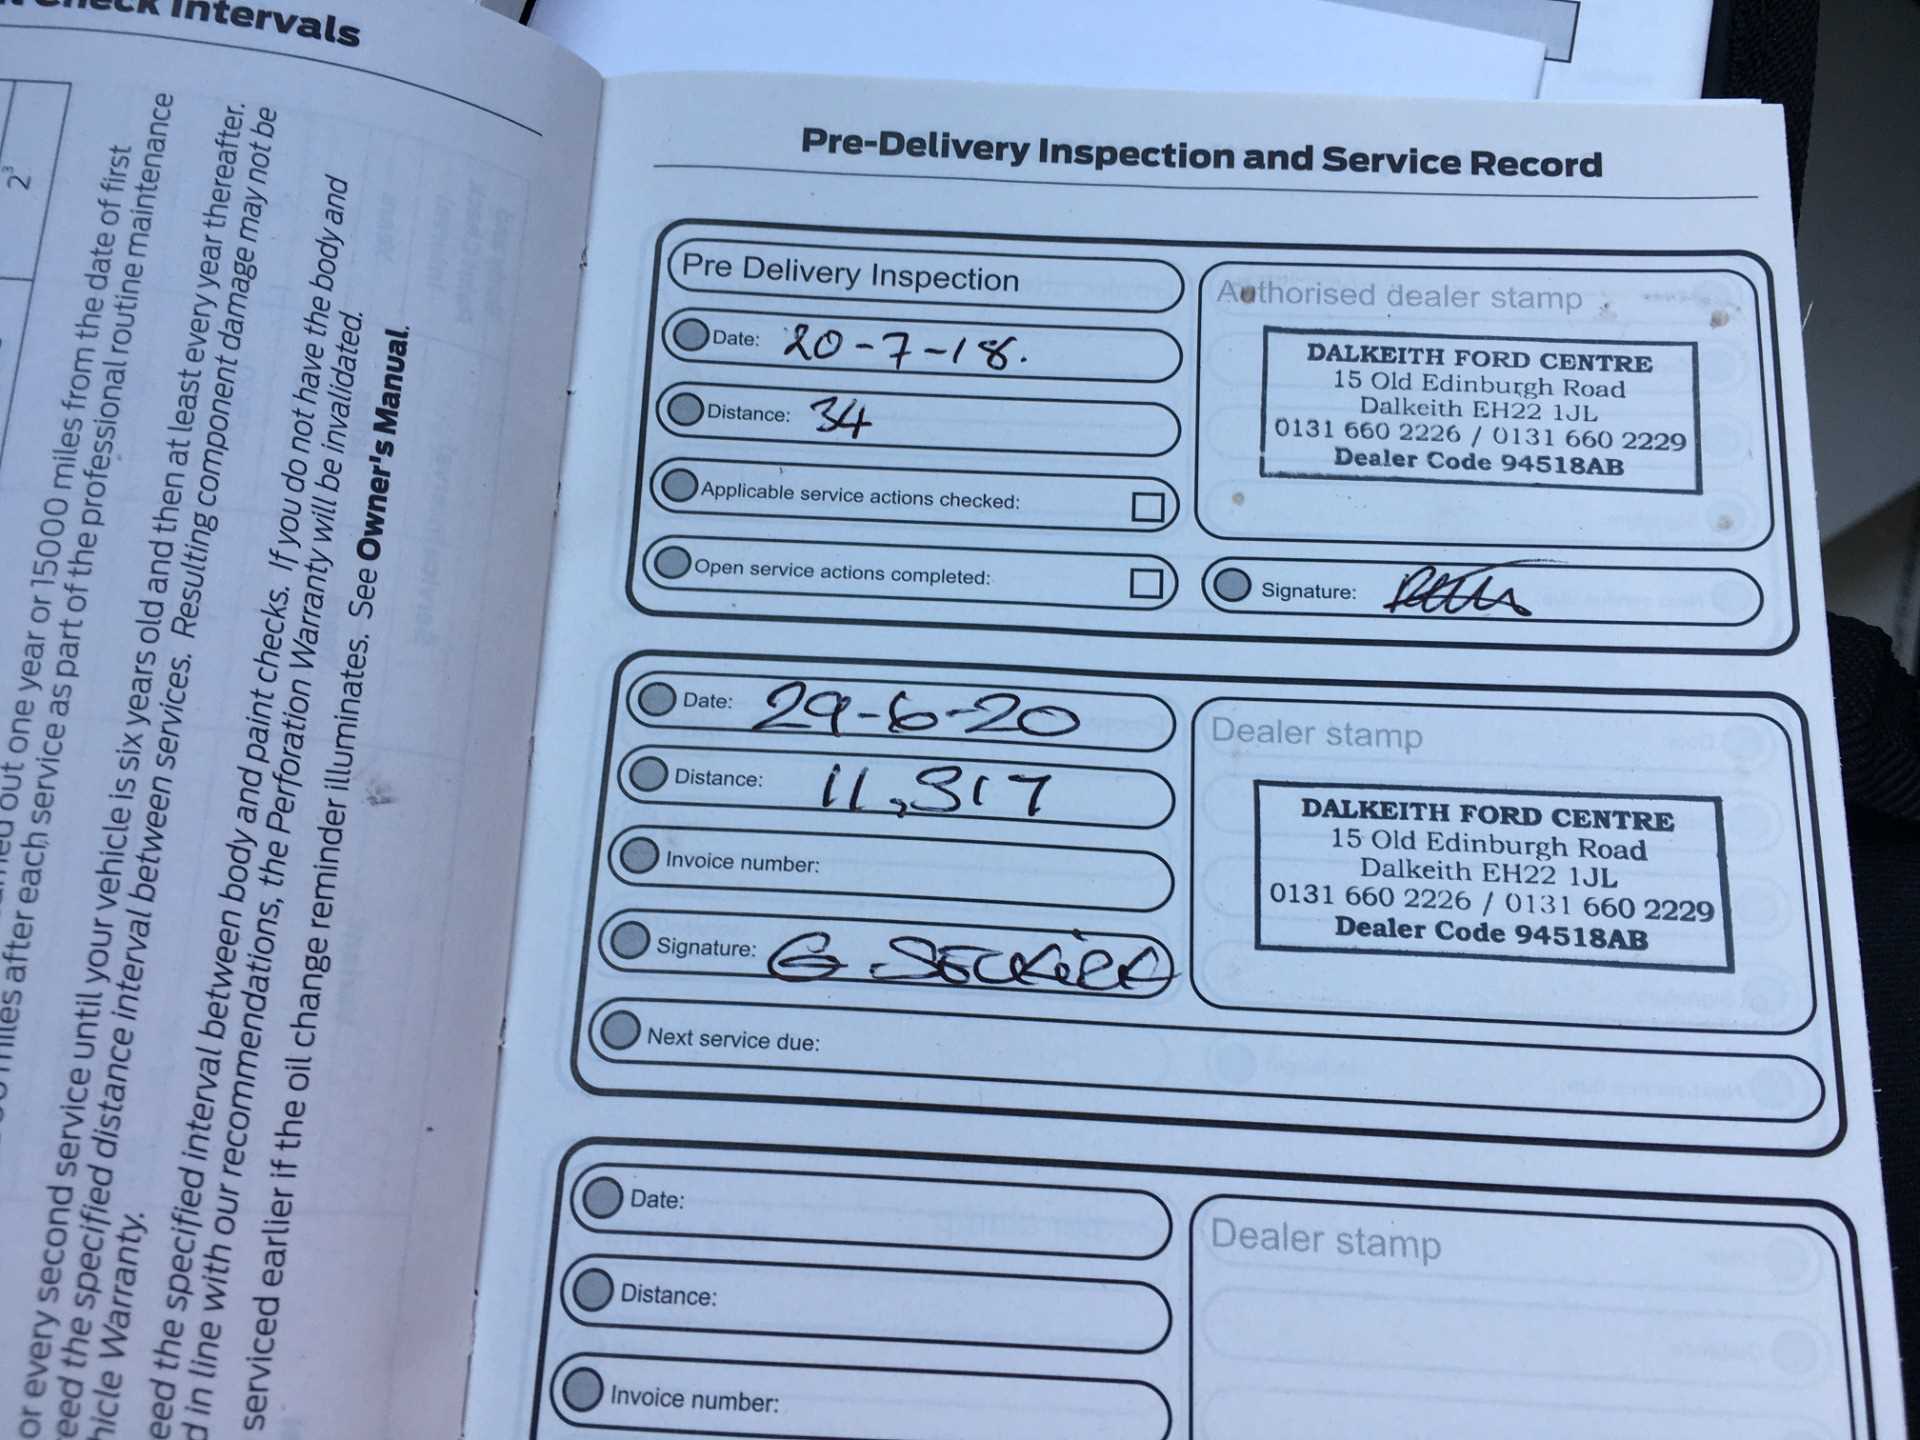 Check Intervals
2³
out one year or 15000 miles from the date of first
miles after each service as part of the professional routine maintenance
or every second service until your vehicle is six years old and then at least every year thereafter.
the specified distance interval between services. Resulting component damage may not be
Vehicle Warranty.
the specified interval between body and paint checks. If you do not have the body and
in line with our recommendations, the Perforation Warranty will be invalidated.
serviced earlier if the oil change reminder illuminates. See Owner's Manual.
Pre-Delivery Inspection and Service Record
Pre Delivery Inspection
Date: 20-7-18.
Distance: 34
Applicable service actions checked:
Open service actions completed:
Authorised dealer stamp
DALKEITH FORD CENTRE
15 Old Edinburgh Road
Dalkeith EH22 1JL
0131 660 2226 / 0131 660 2229
Dealer Code 94518AB
Signature:
Date: 29-6-20
Distance: 11,317
Invoice number:
Signature: G
Next service due:
Dealer stamp
DALKEITH FORD CENTRE
15 Old Edinburgh Road
Dalkeith EH22 1JL
0131 660 2226 / 0131 660 2229
Dealer Code 94518AB
Date:
Distance:
Invoice number:
Dealer stamp